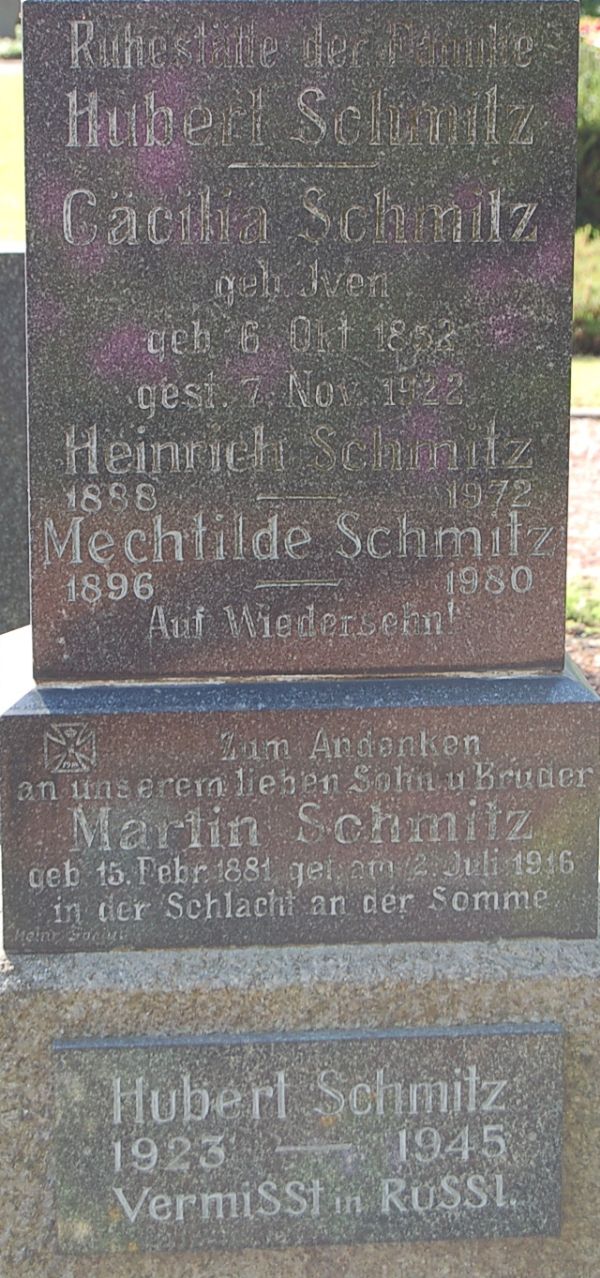 Ruhestätte der Familie
Hubert Schmitz
Cäcilia Schmitz
geb. Iven
geb. 6. Okt. 1852
gest. 7. Nov. 1922
Heinrich Schmitz
1888 — 1972
Mechtilde Schmitz
1896 — 1980
Auf Wiedersehn!
Zum Andenken
an unserem lieben Sohn u. Bruder
Martin Schmitz
geb. 15. Febr. 1881 gef. am 2. Juli 1916
in der Schlacht an der Somme
Hubert Schmitz
1923 — 1945
VermiSSt in RuSSl.